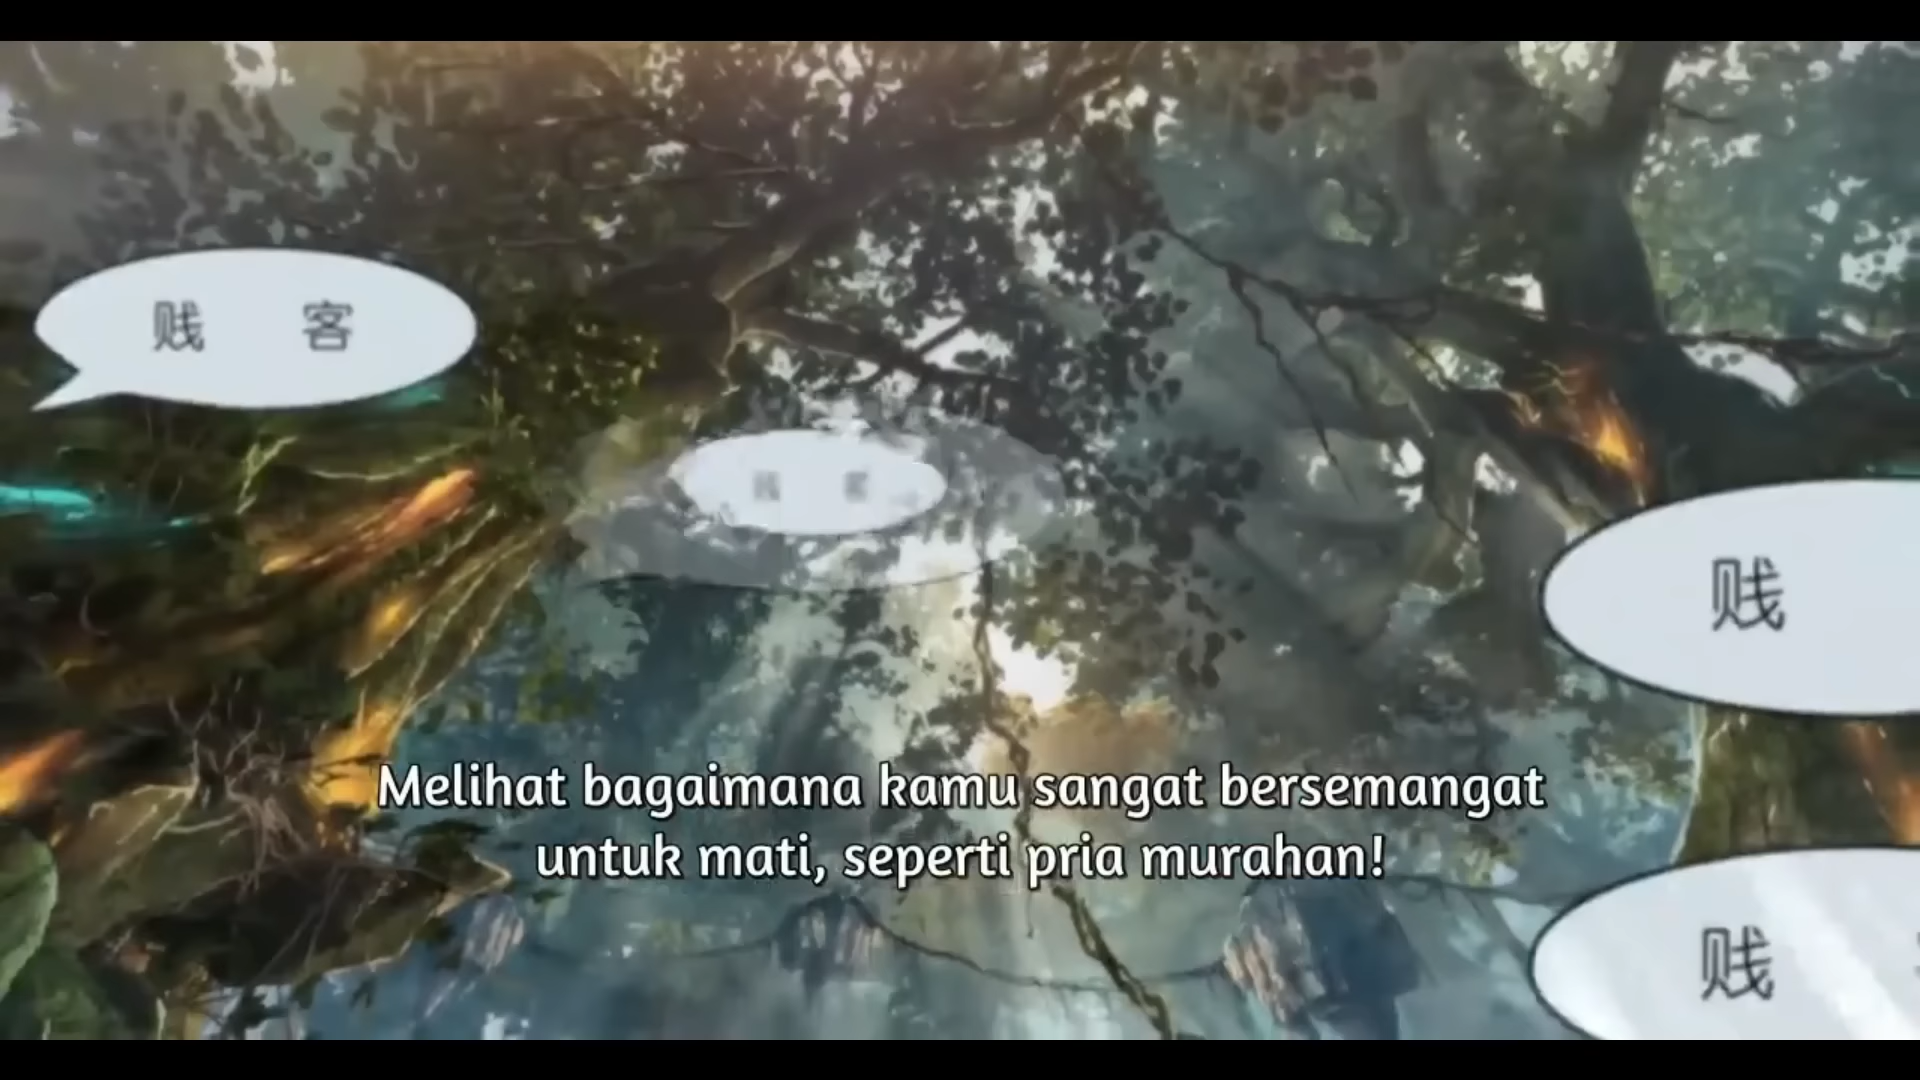 贱 客
贱
Melihat bagaimana kamu sangat bersemangat
untuk mati, seperti pria murahan!
贱